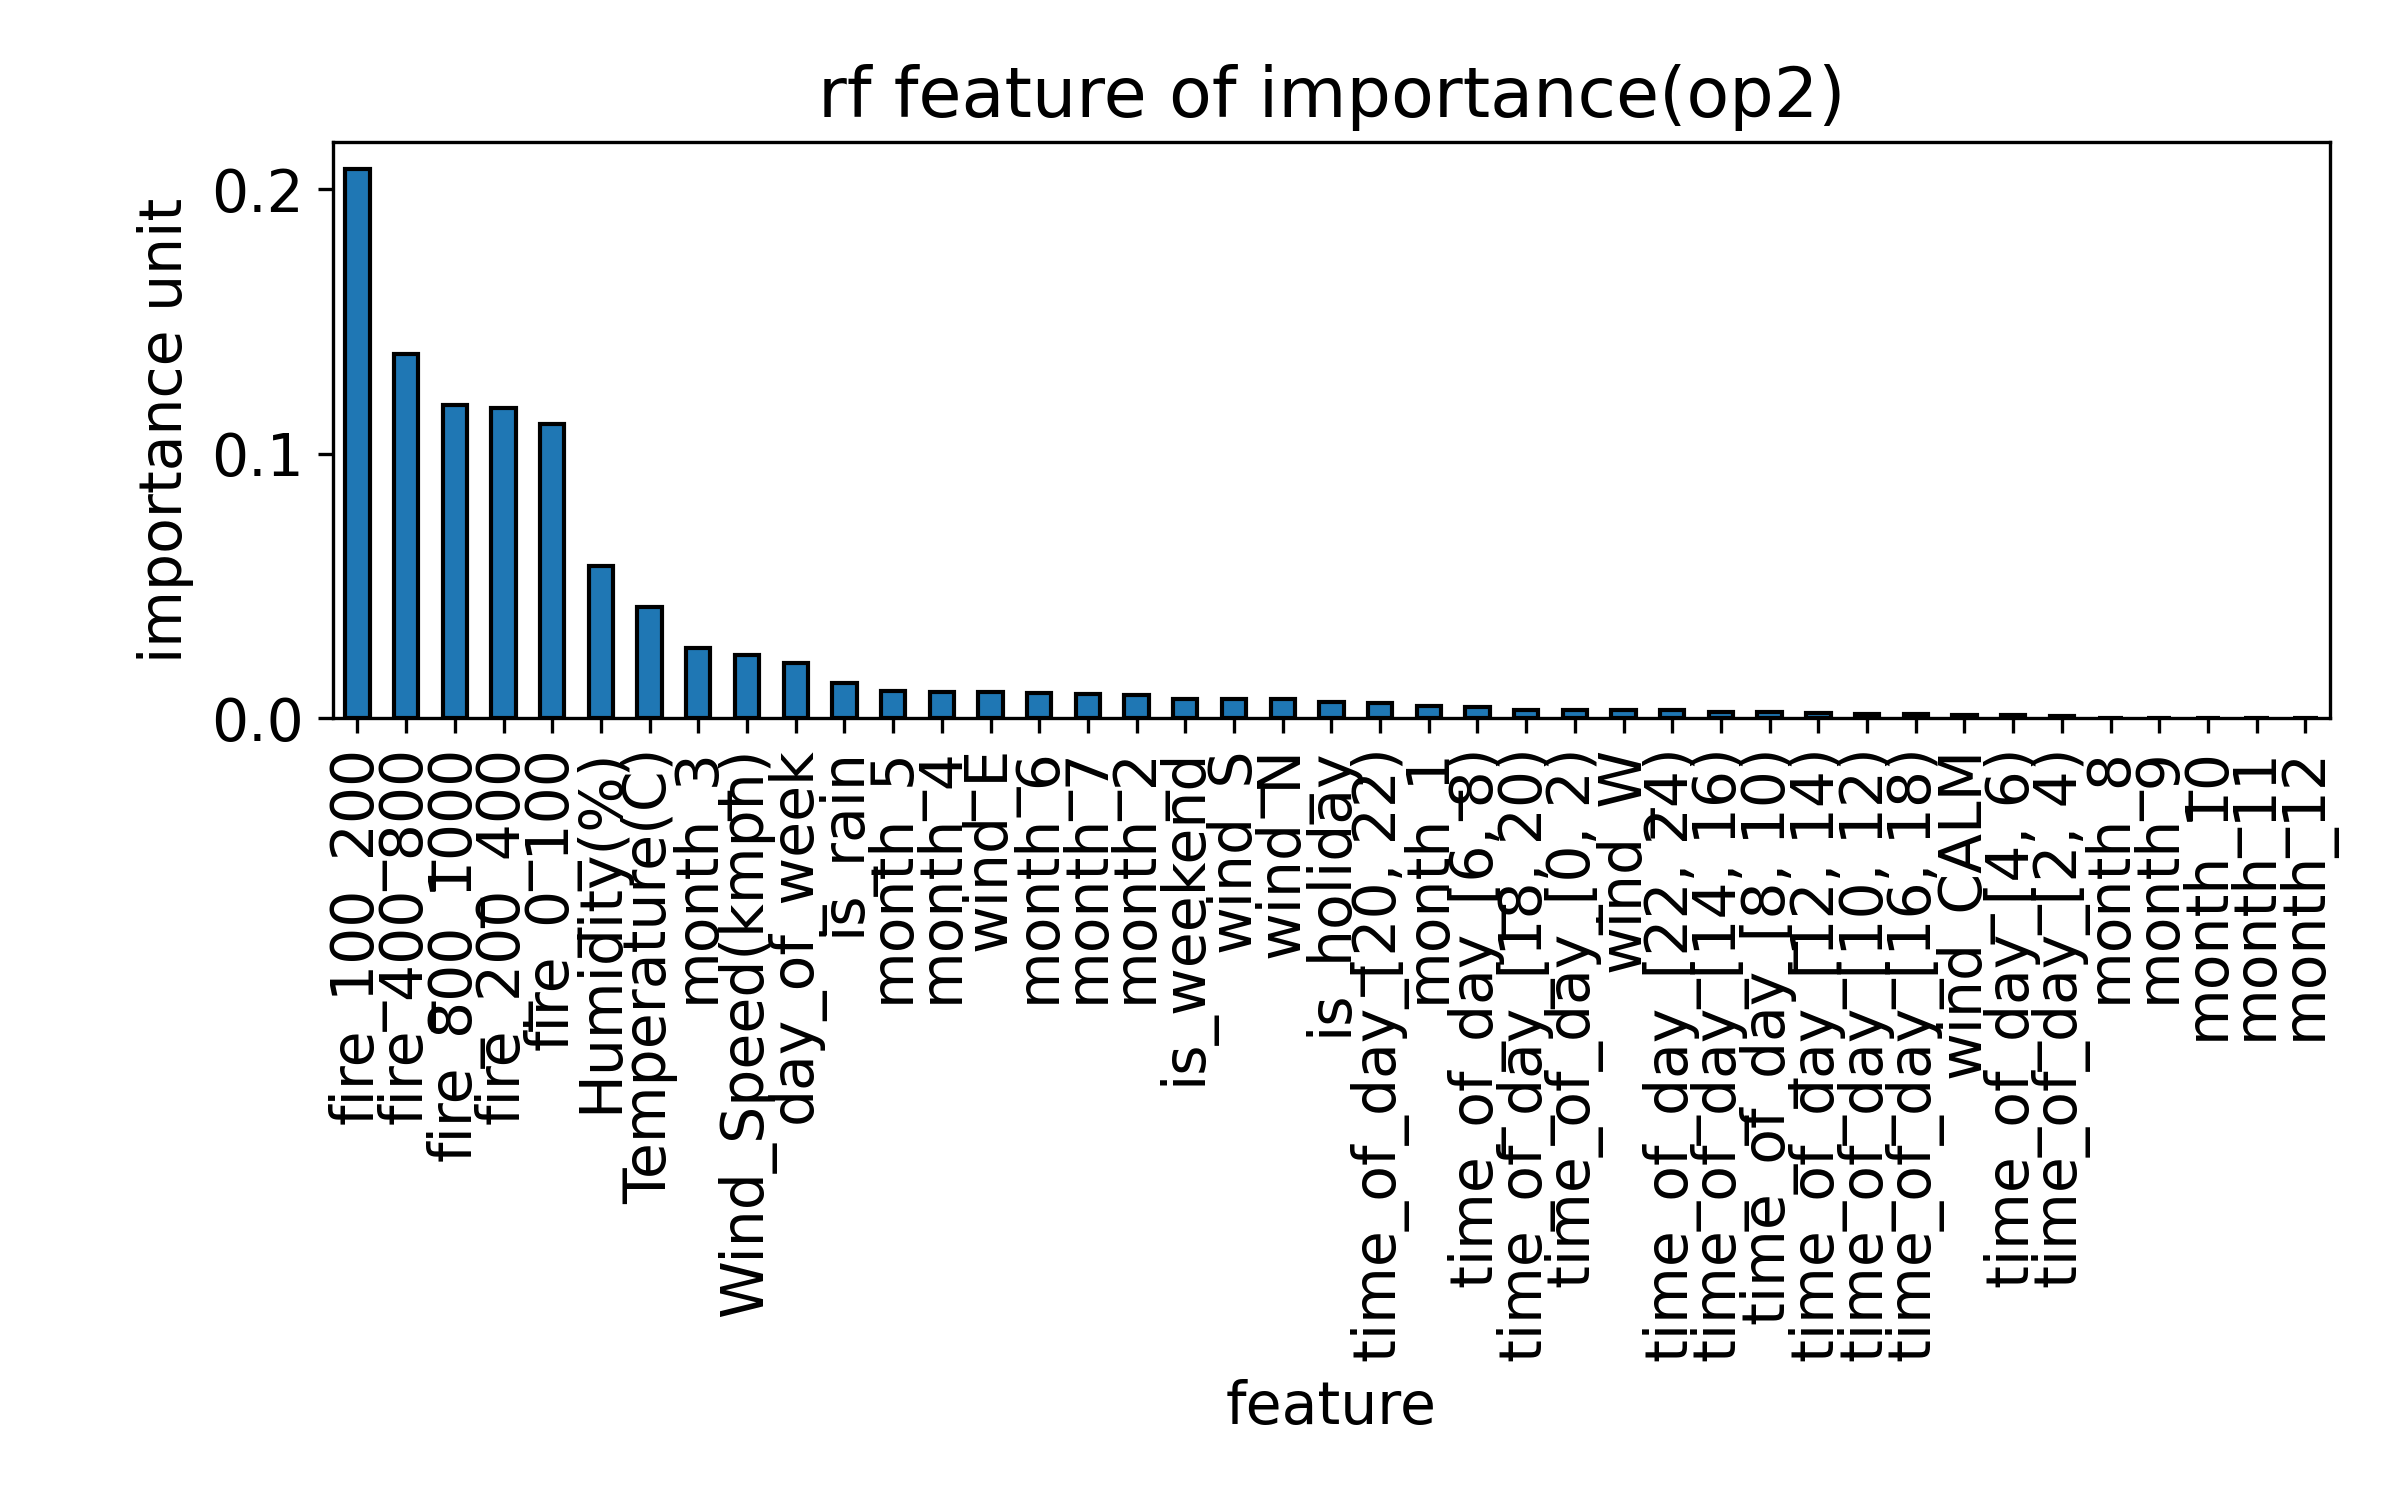 rf feature of importance(op2)
importance unit
0.2
0.1
0.0
fire_100_200
fire_400_800
fire_800_1000
fire_200_400
fire_0_100
Humidity(%)
Temperature(C)
month_3
Wind_Speed(kmph)
day_of_week
is_rain
month_5
month_4
wind_E
month_6
month_7
month_2
is_weekend
wind_S
wind_N
is_holiday
time_of_day_[20, 22)
month_1
time_of_day_[6, 8)
time_of_day_[18, 20)
time_of_day_[0, 2)
wind_W
time_of_day_[22, 24)
time_of_day_[14, 16)
time_of_day_[8, 10)
time_of_day_[12, 14)
time_of_day_[10, 12)
time_of_day_[16, 18)
wind_CALM
time_of_day_[4, 6)
time_of_day_[2, 4)
month_8
month_9
month_10
month_11
month_12
feature